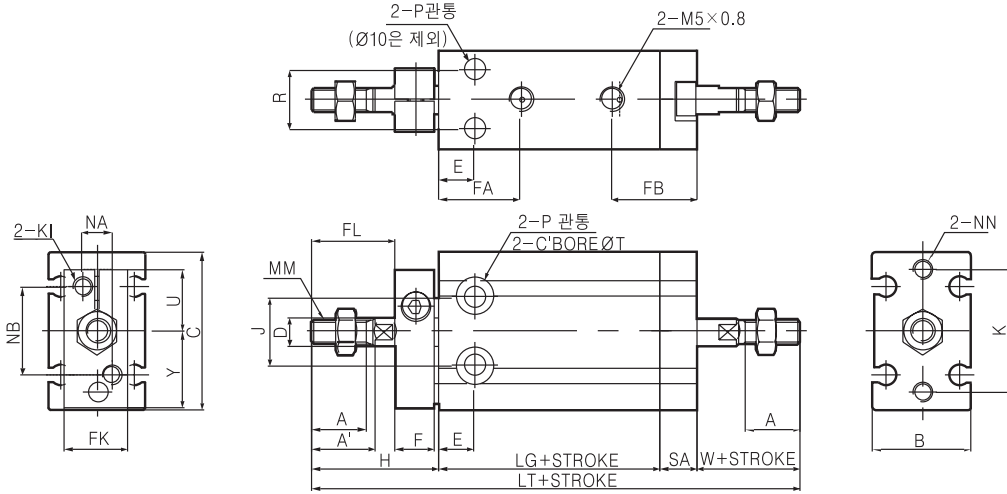 2-P관통
(Ø10은 제외)
2-M5×0.8
R
E
FA
FB
2-P 관통
2-C'BORE ØT
FL
MM
J
D
A
A'
F
E
H
LG+STROKE
SA
W+STROKE
A
LT+STROKE
NA
2-KI
NB
U
C
Y
FK
2-NN
K
B